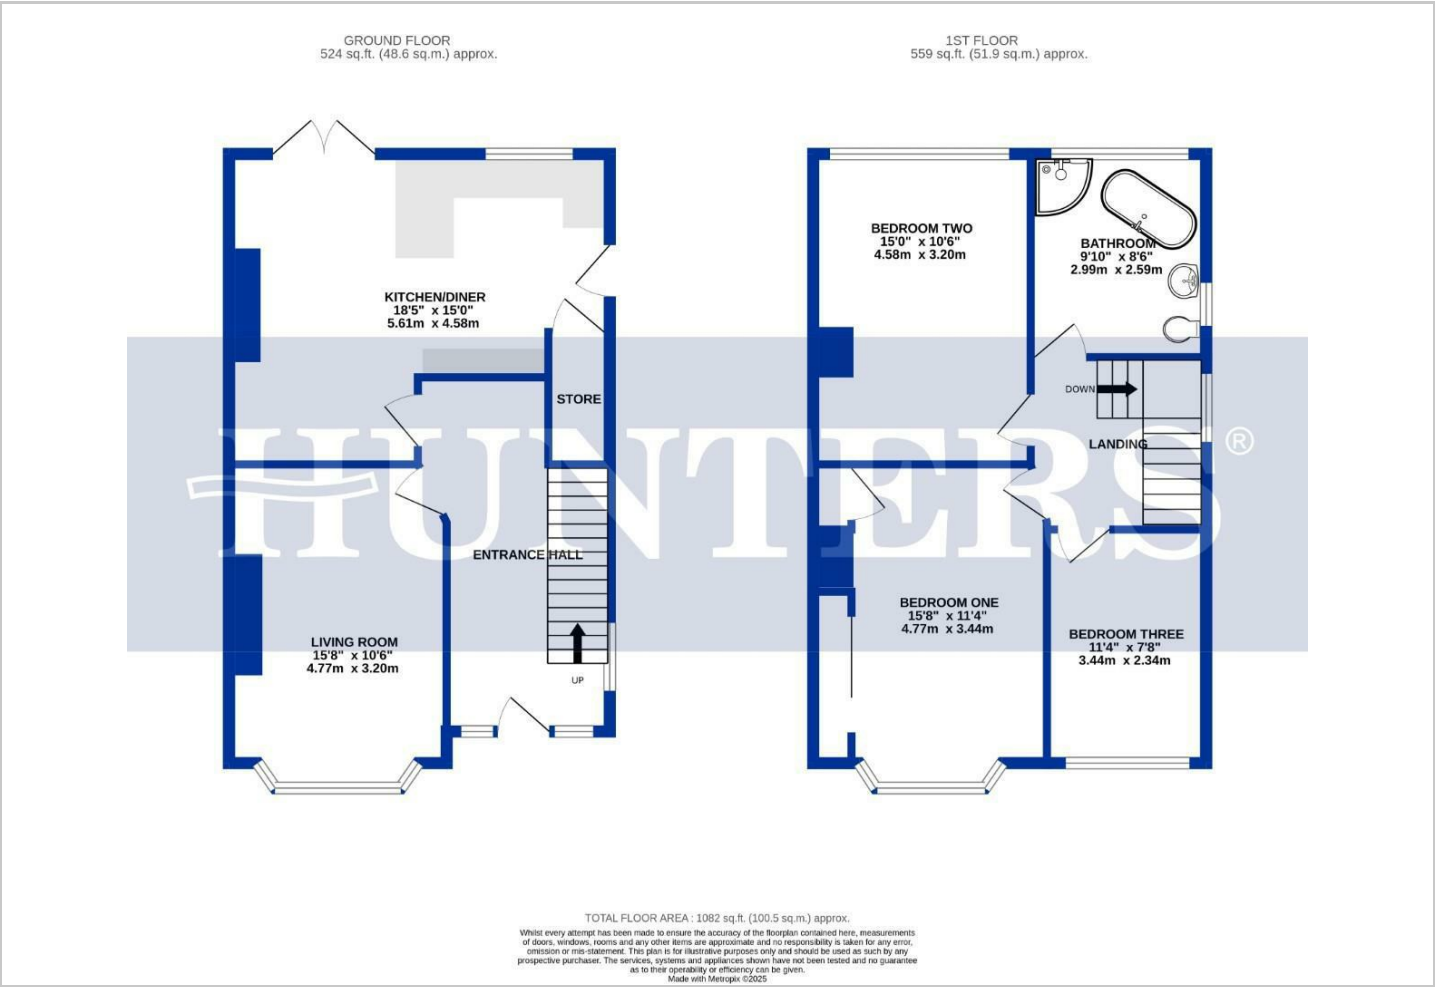 GROUND FLOOR
524 sq.ft. (48.6 sq.m.) approx.
1ST FLOOR
559 sq.ft. (51.9 sq.m.) approx.
KITCHEN/DINER
18'5" x 15'0"
5.61m x 4.58m
STORE
ENTRANCE HALL
LIVING ROOM
15'8" x 10'6"
4.77m x 3.20m
UP
BEDROOM TWO
15'0" x 10'6"
4.58m x 3.20m
BATHROOM
9'10" x 8'6"
2.99m x 2.59m
DOWN
LANDING
BEDROOM ONE
15'8" x 11'4"
4.77m x 3.44m
BEDROOM THREE
11'4" x 7'8"
3.44m x 2.34m
HUNTERS®
TOTAL FLOOR AREA : 1082 sq.ft. (100.5 sq.m.) approx.
Whilst every attempt has been made to ensure the accuracy of the floorplan contained here, measurements
of doors, windows, rooms and any other items are approximate and no responsibility is taken for any error,
omission or mis-statement. This plan is for illustrative purposes only and should be used as such by any
prospective purchaser. The services, systems and appliances shown have not been tested and no guarantee
as to their operability or efficiency can be given.
Made with Metropix ©2025